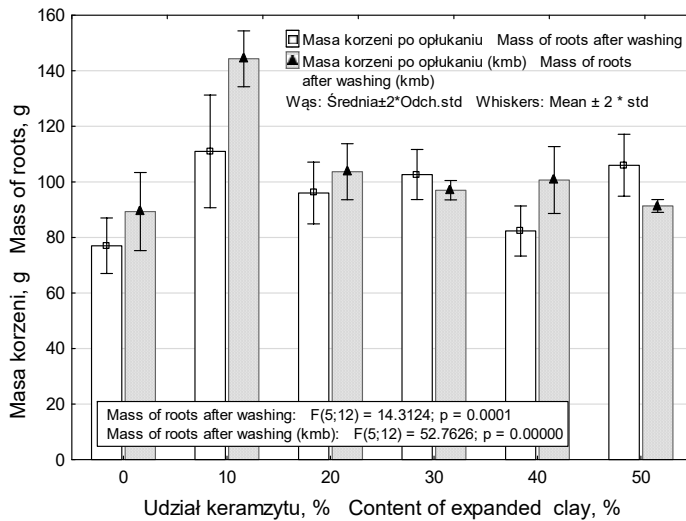 Masa korzeni po opłukaniu Mass of roots after washing
Masa korzeni po opłukaniu (kmb) Mass of roots
after washing (kmb)
Wąs: Średnia±2*Odch.std Whiskers: Mean ± 2 * std
160
140
120
100
80
60
40
20
0
Masa korzeni, g Mass of roots, g
Mass of roots after washing: F(5;12) = 14.3124; p = 0.0001
Mass of roots after washing (kmb): F(5;12) = 52.7626; p = 0.00000
0 10 20 30 40 50
Udział keramzytu, % Content of expanded clay, %